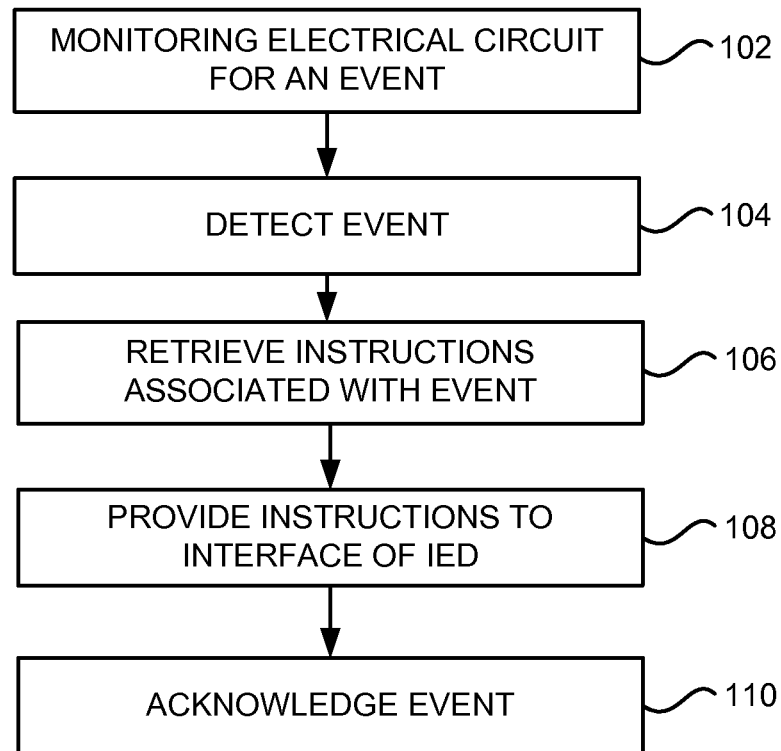 MONITORING ELECTRICAL CIRCUIT
FOR AN EVENT
102
DETECT EVENT
104
RETRIEVE INSTRUCTIONS
ASSOCIATED WITH EVENT
106
PROVIDE INSTRUCTIONS TO
INTERFACE OF IED
108
ACKNOWLEDGE EVENT
110